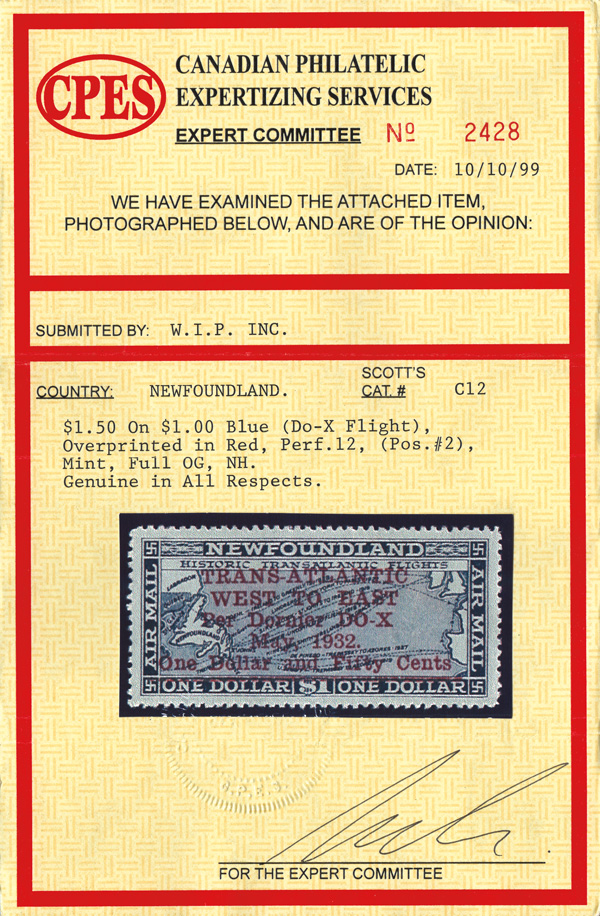 CPES
CANADIAN PHILATELIC
EXPERTIZING SERVICES
EXPERT COMMITTEE Nº 2428
DATE: 10/10/99
WE HAVE EXAMINED THE ATTACHED ITEM,
PHOTOGRAPHED BELOW, AND ARE OF THE OPINION:
SUBMITTED BY: W.I.P. INC.
COUNTRY: NEWFOUNDLAND.
SCOTT'S
CAT. # C12
$1.50 On $1.00 Blue (Do-X Flight),
Overprinted in Red, Perf.12, (Pos.#2),
Mint, Full OG, NH.
Genuine in All Respects.
NEWFOUNDLAND
HISTORIC TRANSATLANTIC FLIGHTS
AIR MAIL
AIR MAIL
LABRADOR
NEWFOUNDLAND
TRANS-ATLANTIC
WEST TO EAST
Per Dornier DO-X
May, 1932.
One Dollar and Fifty Cents
ONE DOLLAR $1 ONE DOLLAR
C.P.E.S.
FOR THE EXPERT COMMITTEE